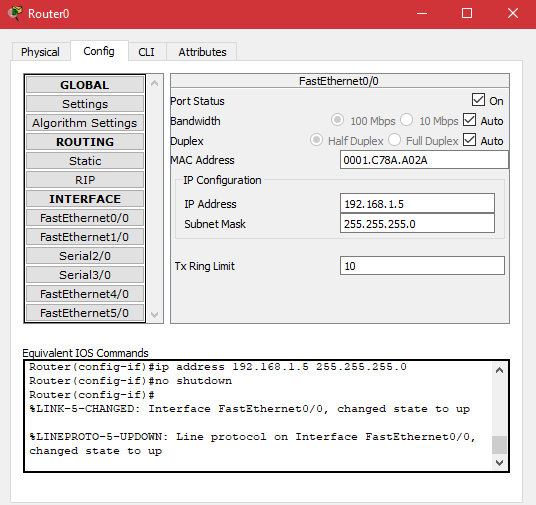 Router0
Physical Config CLI Attributes
GLOBAL
Settings
Algorithm Settings
ROUTING
Static
RIP
INTERFACE
FastEthernet0/0
FastEthernet1/0
Serial2/0
Serial3/0
FastEthernet4/0
FastEthernet5/0
FastEthernet0/0
Port Status On
Bandwidth 100 Mbps 10 Mbps Auto
Duplex Half Duplex Full Duplex Auto
MAC Address 0001.C78A.A02A
IP Configuration
IP Address 192.168.1.5
Subnet Mask 255.255.255.0
Tx Ring Limit 10
Equivalent IOS Commands
Router(config-if)#ip address 192.168.1.5 255.255.255.0
Router(config-if)#no shutdown
Router(config-if)#
%LINK-5-CHANGED: Interface FastEthernet0/0, changed state to up
%LINEPROTO-5-UPDOWN: Line protocol on Interface FastEthernet0/0,
changed state to up